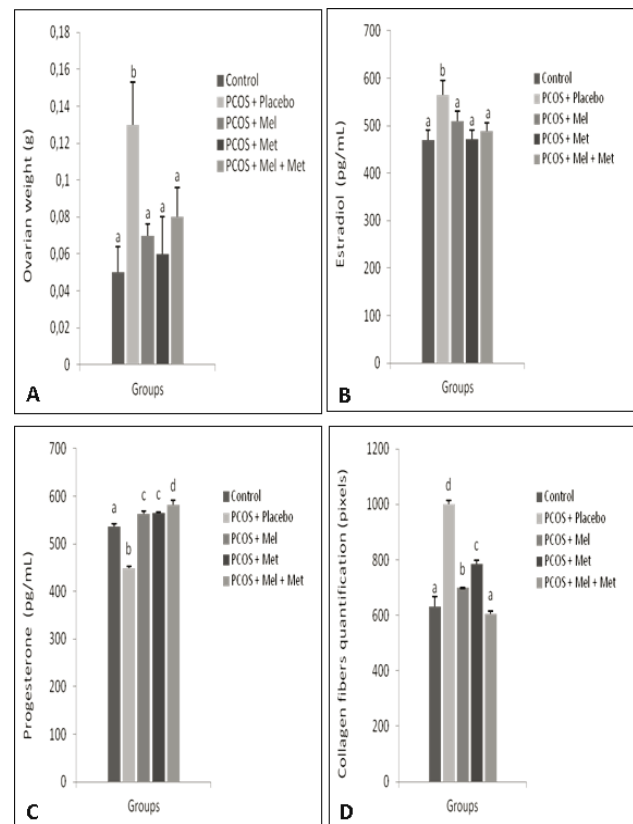 Ovarian weight (g)
0,18
0,16
0,14
0,12
0,1
0,08
0,06
0,04
0,02
0
a
b
a
a
a
Control
PCOS + Placebo
PCOS + Mel
PCOS + Met
PCOS + Mel + Met
Groups
A
Estradiol (pg/mL)
700
600
500
400
300
200
100
0
a
b
a
a
a
Control
PCOS + Placebo
PCOS + Mel
PCOS + Met
PCOS + Mel + Met
Groups
B
Progesterone (pg/mL)
700
600
500
400
300
200
100
0
a
b
c
c
d
Control
PCOS + Placebo
PCOS + Mel
PCOS + Met
PCOS + Mel + Met
Groups
C
Collagen fibers quantification (pixels)
1200
1000
800
600
400
200
0
a
d
b
c
a
Control
PCOS + Placebo
PCOS + Mel
PCOS + Met
PCOS + Mel + Met
Groups
D